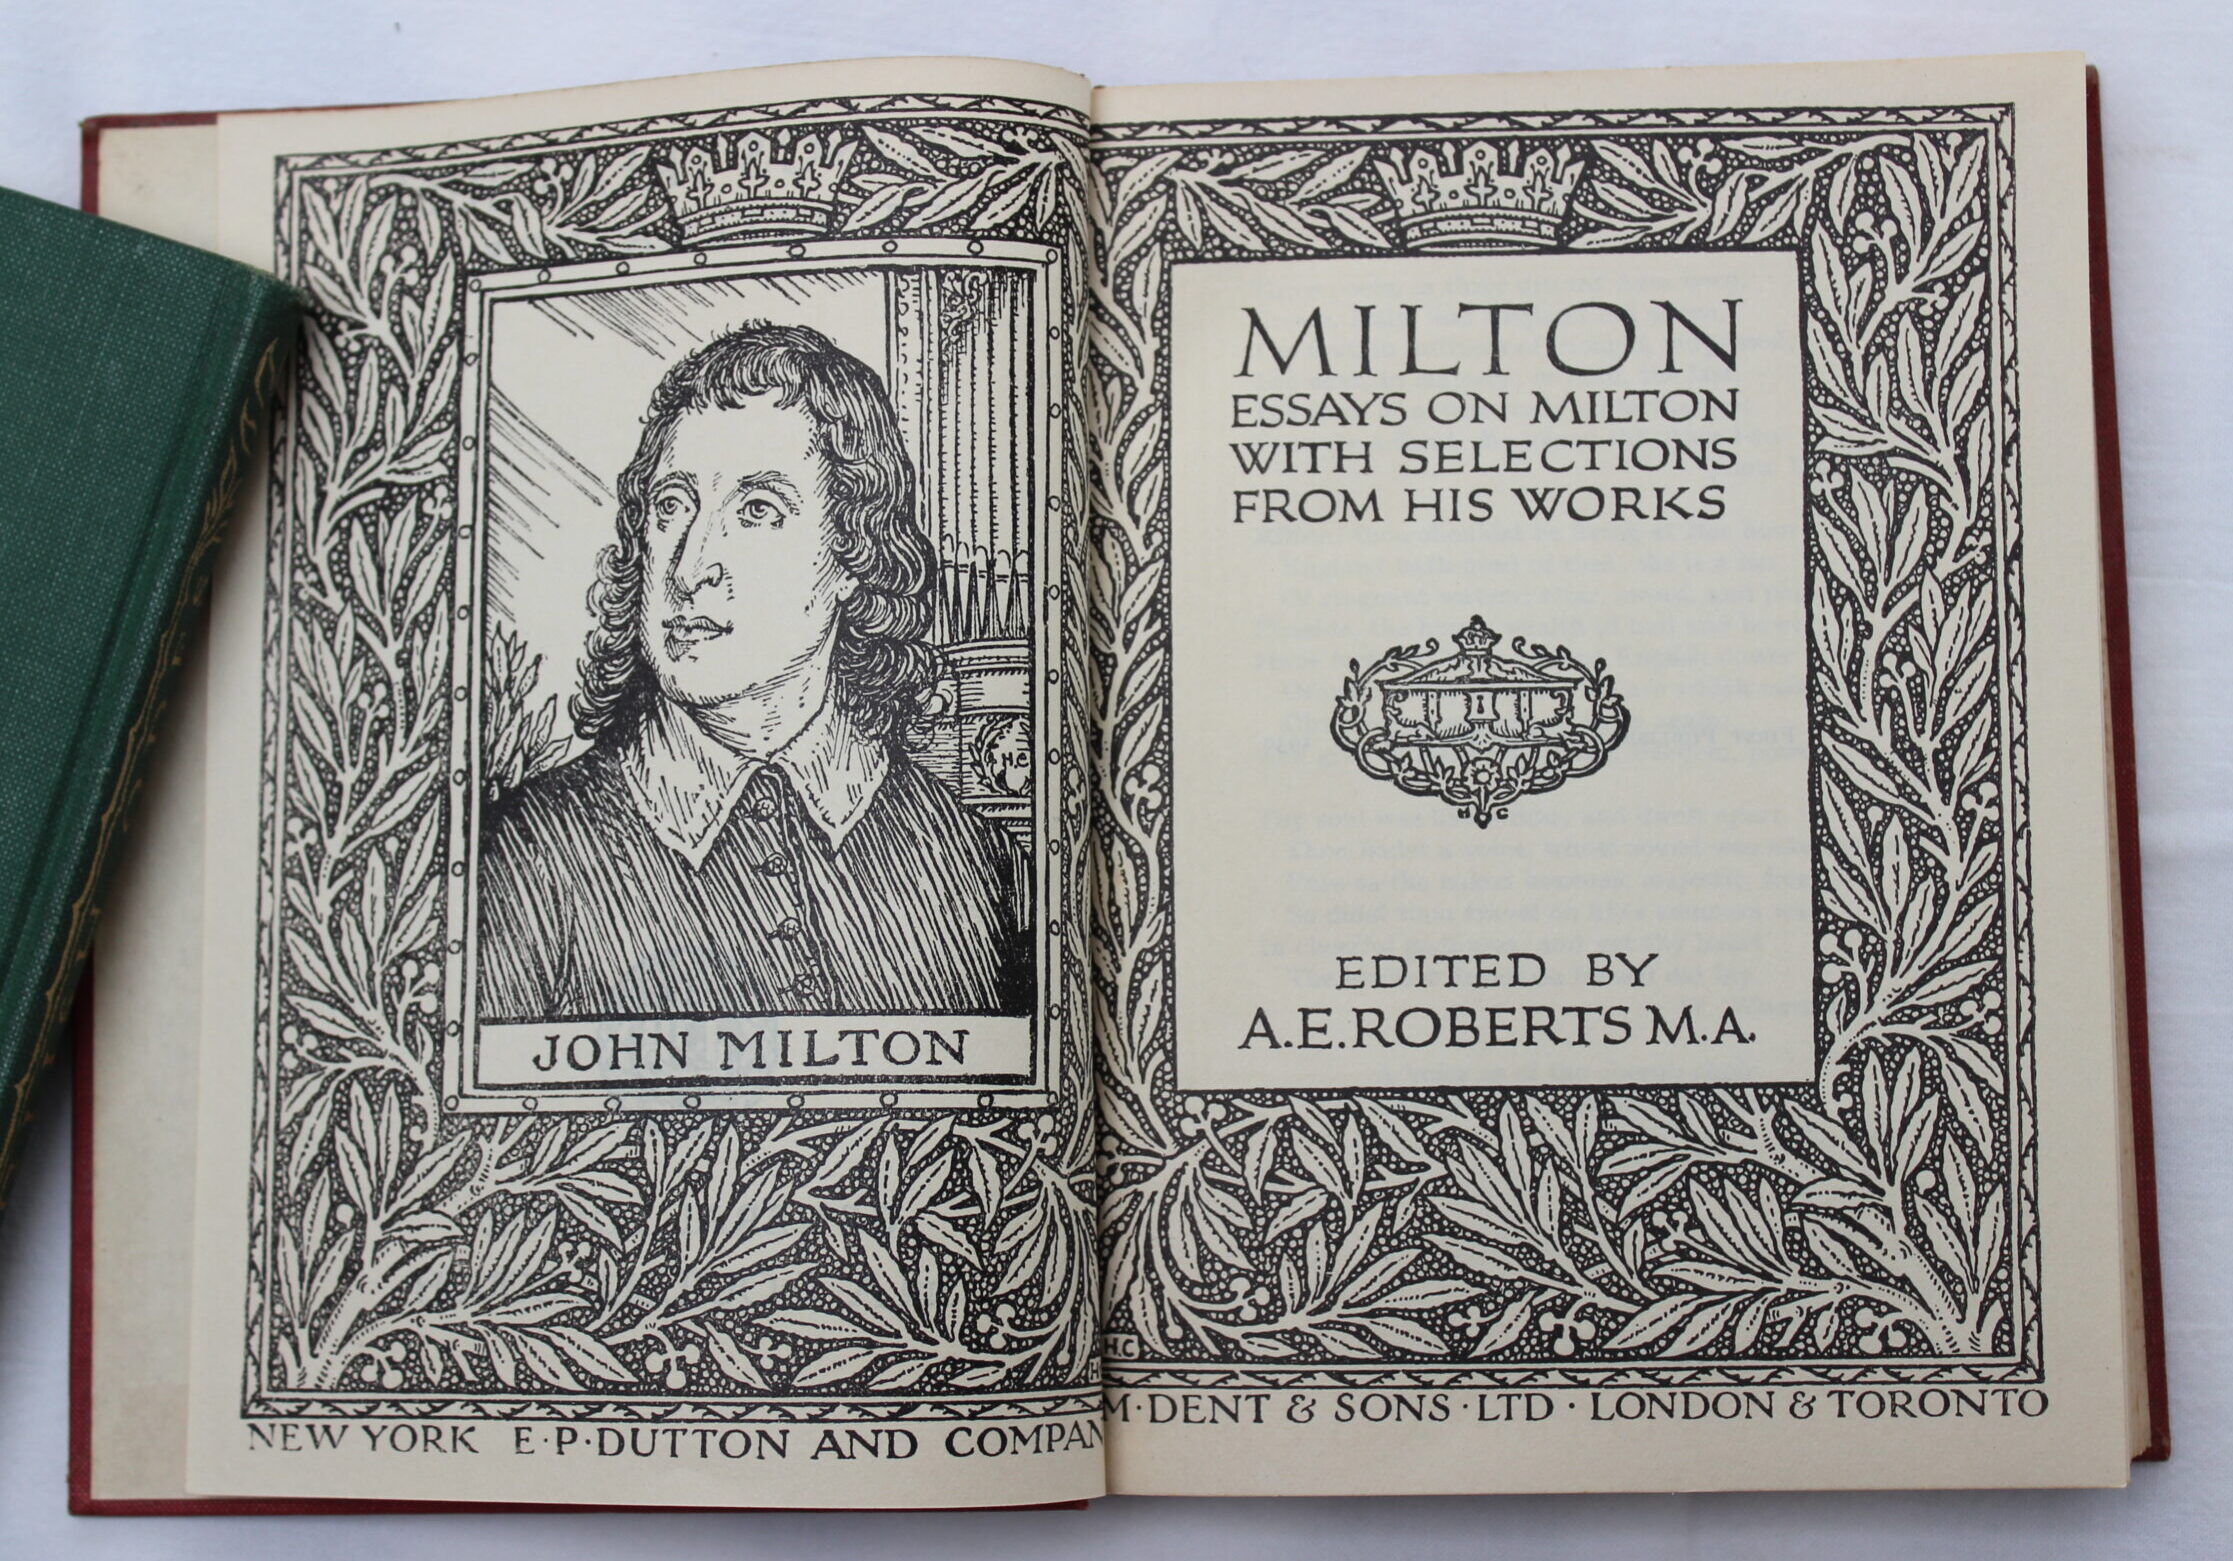 JOHN MILTON
H.C
NEW YORK E·P·DUTTON AND COMPAN
MILTON
ESSAYS ON MILTON
WITH SELECTIONS
FROM HIS WORKS
H C
EDITED BY
A.E.ROBERTS M.A.
H.C
M·DENT & SONS·LTD·LONDON & TORONTO